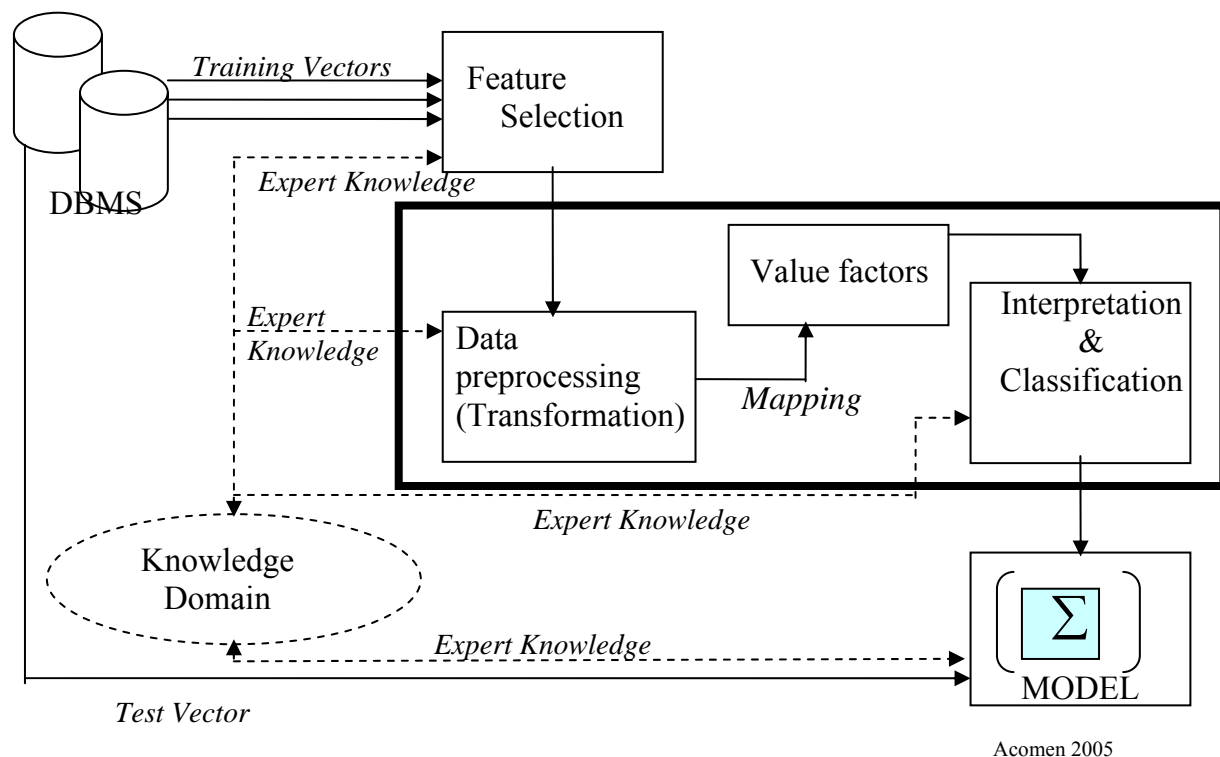 Training Vectors
Feature
Selection
DBMS
Expert Knowledge
Value factors
Interpretation
&
Classification
Expert
Knowledge
Data
preprocessing
(Transformation)
Mapping
Expert Knowledge
Knowledge
Domain
Σ
Expert Knowledge
MODEL
Test Vector
Acomen 2005